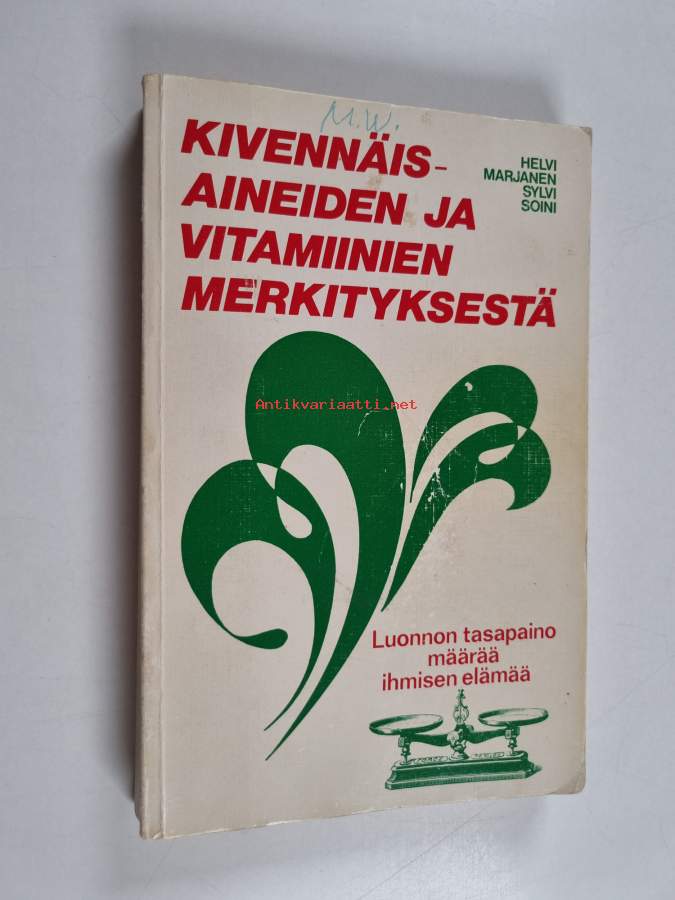 M.W.
KIVENNÄIS-
AINEIDEN JA
VITAMIINIEN
MERKITYKSESTÄ
HELVI
MARJANEN
SYLVI
SOINI
Antikvariaatti.net
Luonnon tasapaino
määrää
ihmisen elämää